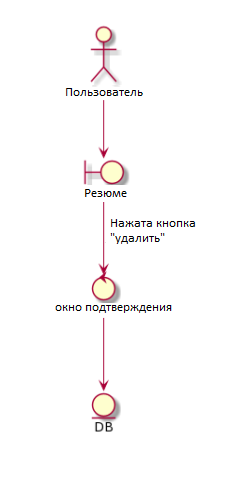 Пользователь
Резюме
Нажата кнопка
"удалить"
окно подтверждения
DB